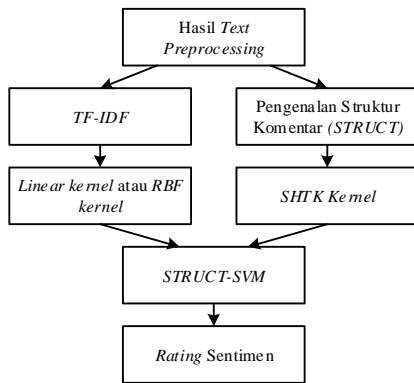 Hasil Text
Preprocessing
TF-IDF
Pengenalan Struktur
Komentar (STRUCT)
Linear kernel atau RBF
kernel
SHTK Kernel
STRUCT-SVM
Rating Sentimen